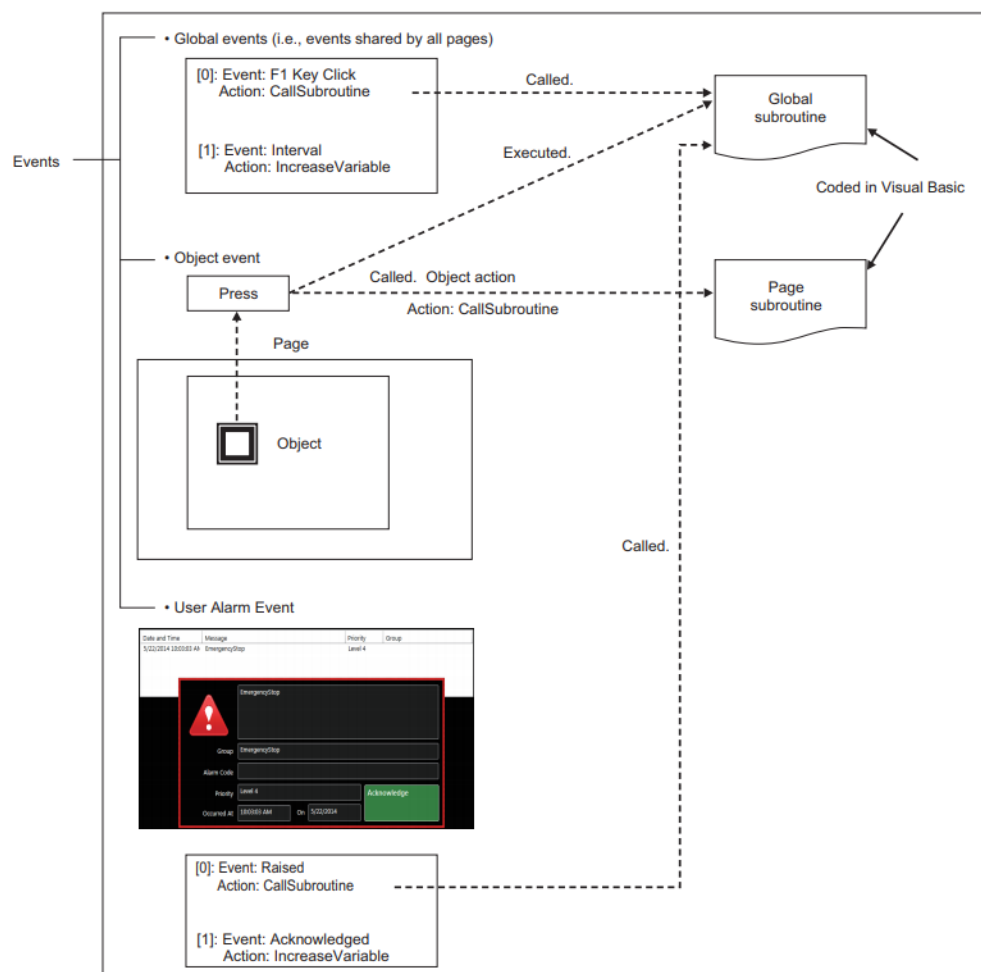 • Global events (i.e., events shared by all pages)
[0]: Event: F1 Key Click
Action: CallSubroutine
Called.
Global
subroutine
[1]: Event: Interval
Action: IncreaseVariable
Executed.
Events
Coded in Visual Basic
• Object event
Press
Called. Object action
Action: CallSubroutine
Page
subroutine
Page
Object
Called.
• User Alarm Event
Date and Time Message Priority Group
5/22/2014 10:03:03 AM EmergencyStop Level 4
EmergencyStop
Group EmergencyStop
Alarm Code
Priority Level 4 Acknowledge
Occurred At 10:03:03 AM On 5/22/2014
[0]: Event: Raised
Action: CallSubroutine
[1]: Event: Acknowledged
Action: IncreaseVariable